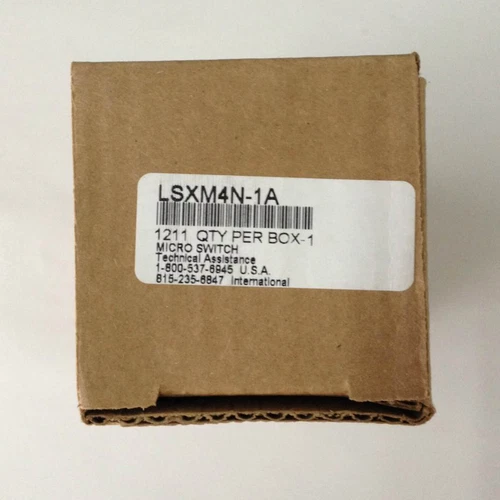 LSXM4N-1A
1211 QTY PER BOX-1
MICRO SWITCH
Technical Assistance
1-800-537-6945 U.S.A.
815-235-6847 International